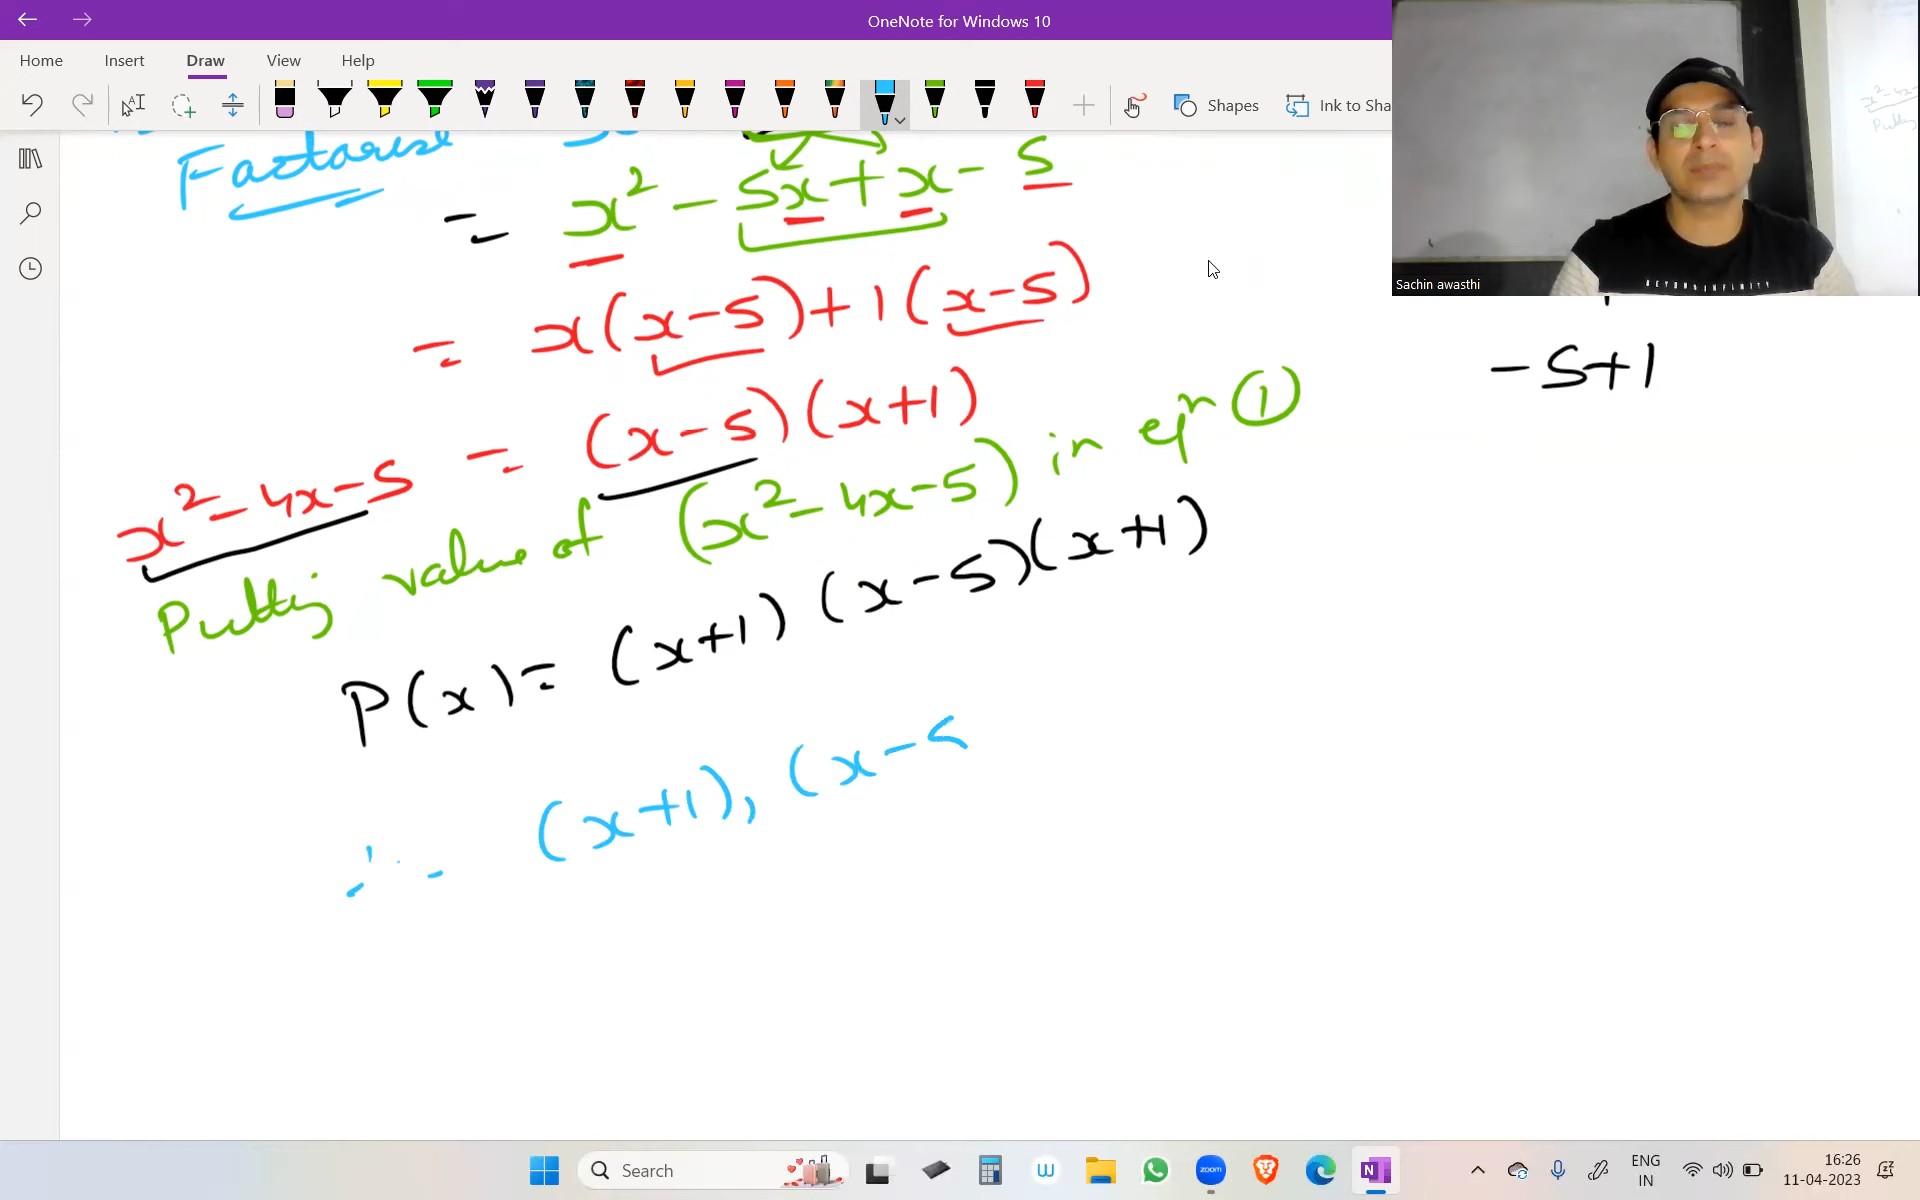 OneNote for Windows 10
Home Insert Draw View Help
Shapes Ink to Sha
Factorise
= x² - 5x + x - 5
= x(x-5)+1(x-5)
-5+1
x²-4x-5 = (x-5)(x+1)
Putting value of (x²-4x-5) in eqⁿ ①
P(x) = (x+1)(x-5)(x+1)
∴ (x+1), (x-5
Sachin awasthi
BEYONDINFINITY
Search
zoom
ENG
IN
16:26
11-04-2023